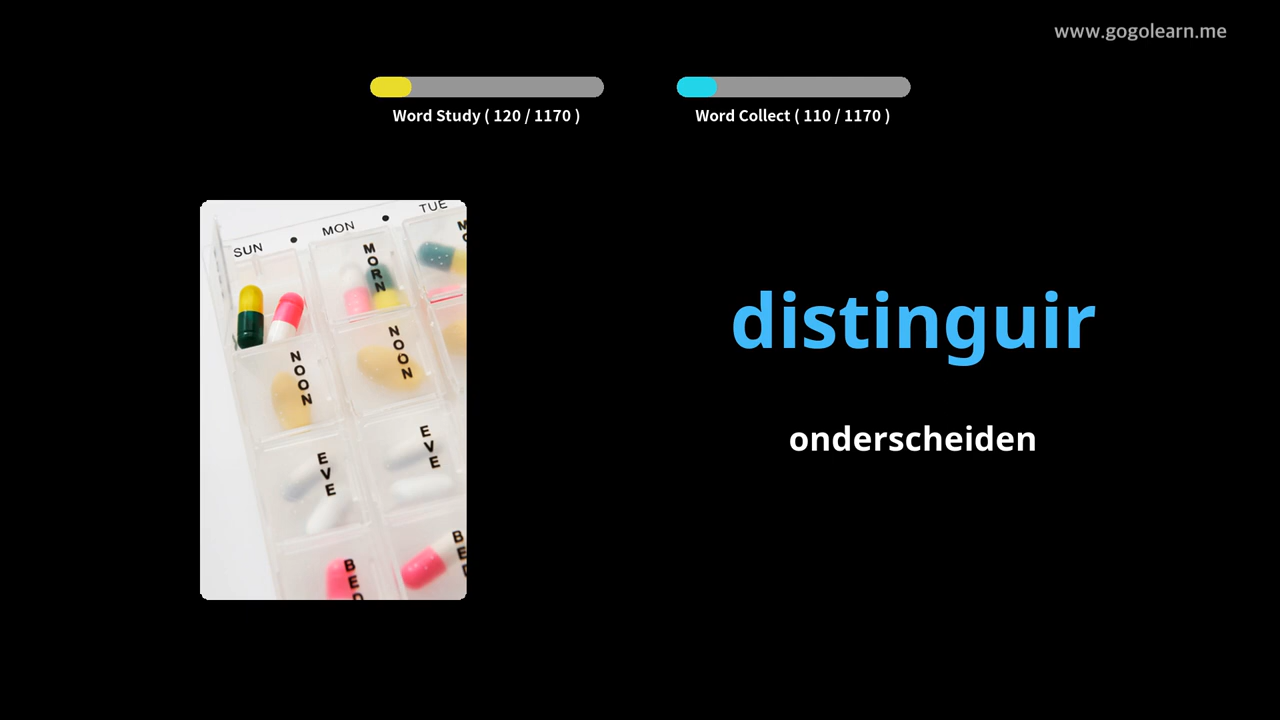 www.gogolearn.me
Word Study ( 120 / 1170 )
Word Collect ( 110 / 1170 )
SUN • MON • TUE
MORN
NOON
NOON
EVE
EVE
BED
distinguir
onderscheiden